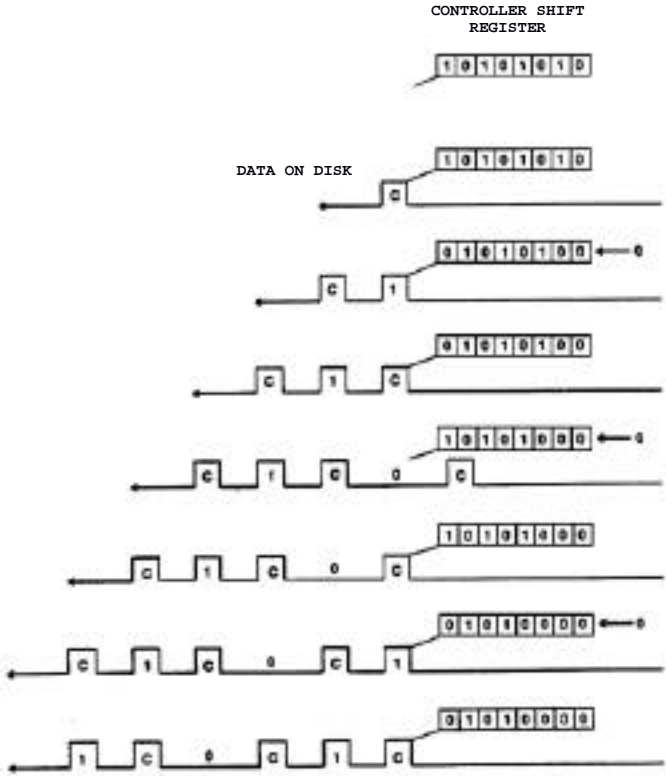 CONTROLLER SHIFT
REGISTER
1 0 1 0 1 0 1 0
1 0 1 0 1 0 1 0
DATA ON DISK
C
0 1 0 1 0 1 0 0 0
C 1
0 1 0 1 0 1 0 0
C 1 C
1 0 1 0 1 0 0 0 0
C 1 C 0 C
1 0 1 0 1 0 0 0
C 1 C 0 C
0 1 0 1 0 0 0 0 0
C 1 C 0 C 1
0 1 0 1 0 0 0 0
1 C 0 C 1 C